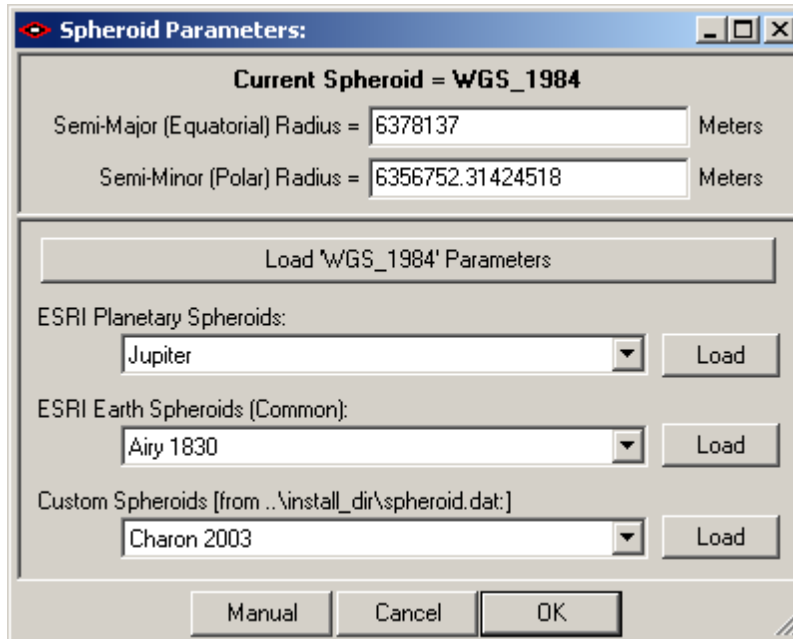 Spheroid Parameters:
Current Spheroid = WGS_1984
Semi-Major (Equatorial) Radius = 6378137 Meters
Semi-Minor (Polar) Radius = 6356752.31424518 Meters
Load 'WGS_1984' Parameters
ESRI Planetary Spheroids:
Jupiter Load
ESRI Earth Spheroids (Common):
Airy 1830 Load
Custom Spheroids [from ..\install_dir\spheroid.dat:]
Charon 2003 Load
Manual Cancel OK